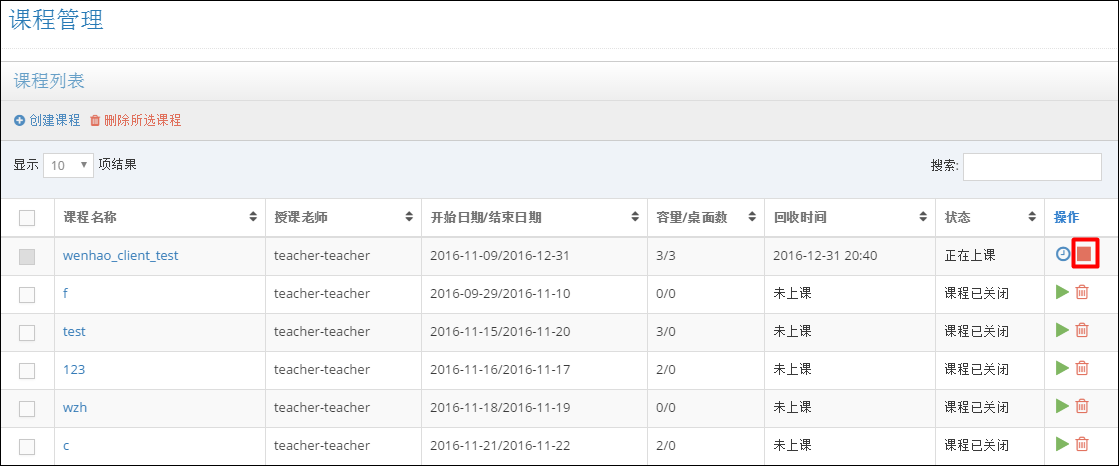 课程管理
课程列表
创建课程 删除所选课程
显示 10 项结果 搜索:
课程名称 授课老师 开始日期/结束日期 容量/桌面数 回收时间 状态 操作
wenhao_client_test teacher-teacher 2016-11-09/2016-12-31 3/3 2016-12-31 20:40 正在上课
f teacher-teacher 2016-09-29/2016-11-10 0/0 未上课 课程已关闭
test teacher-teacher 2016-11-15/2016-11-20 3/0 未上课 课程已关闭
123 teacher-teacher 2016-11-16/2016-11-17 2/0 未上课 课程已关闭
wzh teacher-teacher 2016-11-18/2016-11-19 0/0 未上课 课程已关闭
c teacher-teacher 2016-11-21/2016-11-22 2/0 未上课 课程已关闭